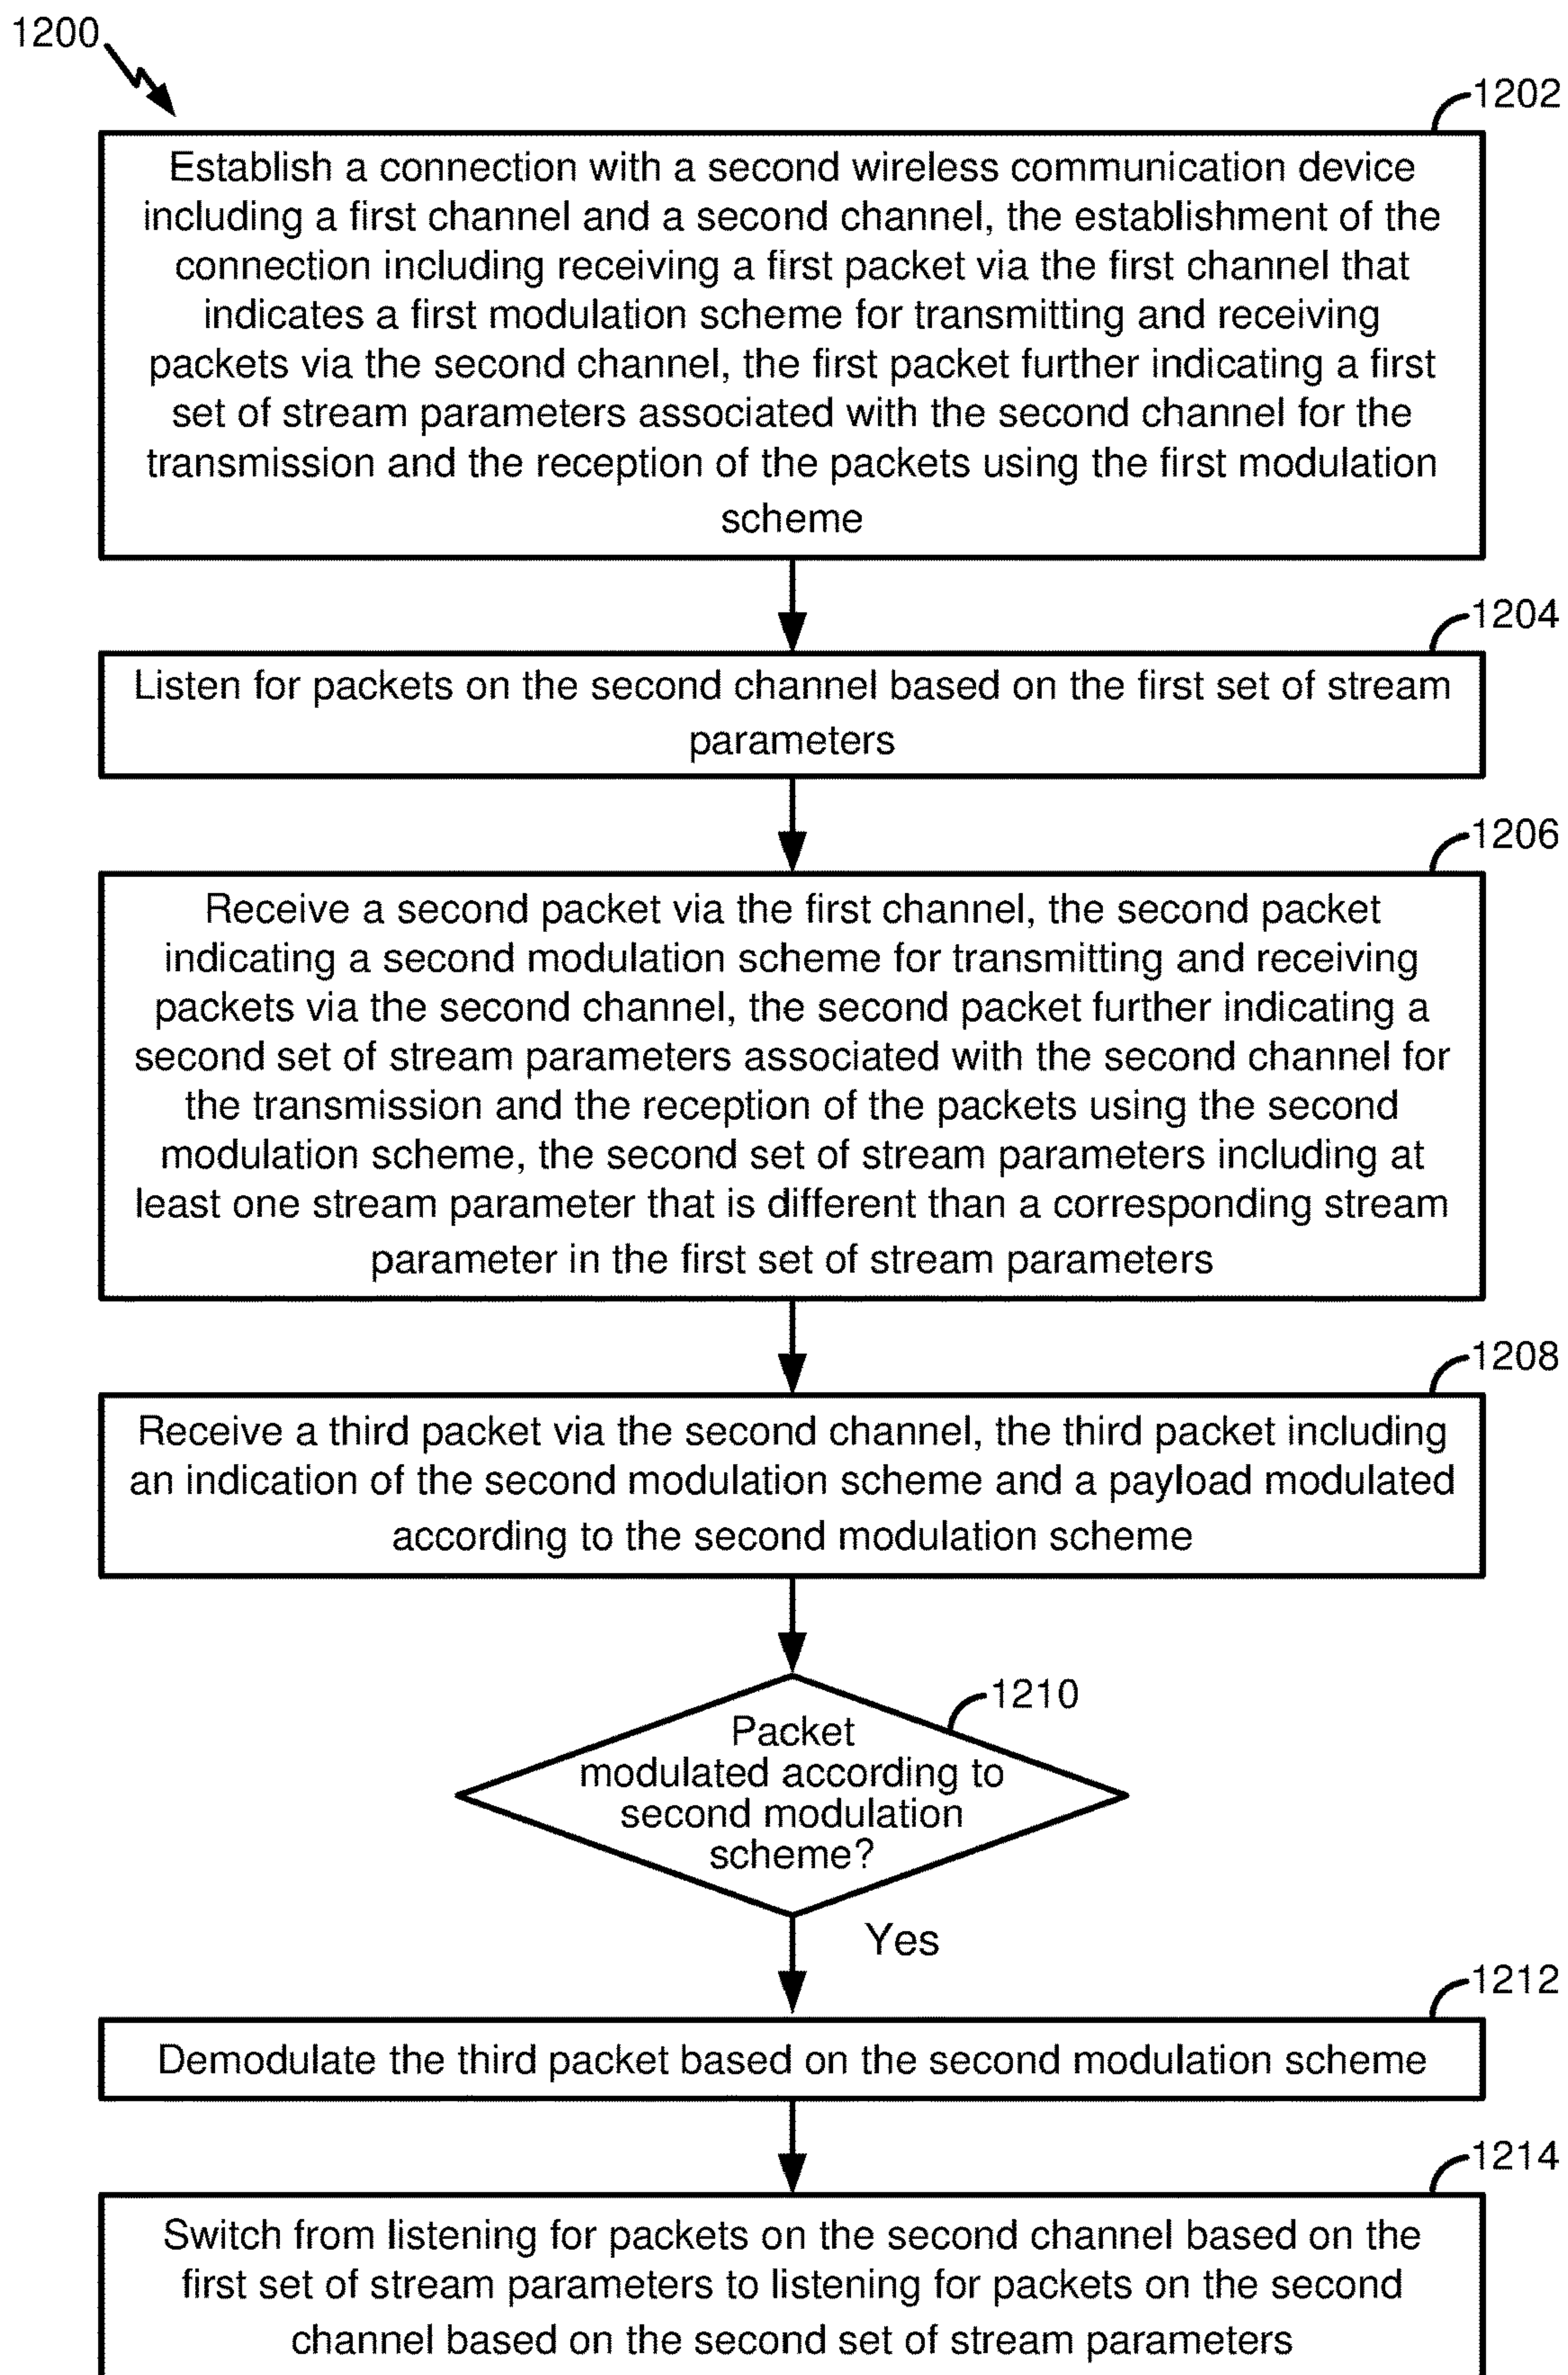 1200
1202
Establish a connection with a second wireless communication device
including a first channel and a second channel, the establishment of the
connection including receiving a first packet via the first channel that
indicates a first modulation scheme for transmitting and receiving
packets via the second channel, the first packet further indicating a first
set of stream parameters associated with the second channel for the
transmission and the reception of the packets using the first modulation
scheme
1204
Listen for packets on the second channel based on the first set of stream
parameters
1206
Receive a second packet via the first channel, the second packet
indicating a second modulation scheme for transmitting and receiving
packets via the second channel, the second packet further indicating a
second set of stream parameters associated with the second channel for
the transmission and the reception of the packets using the second
modulation scheme, the second set of stream parameters including at
least one stream parameter that is different than a corresponding stream
parameter in the first set of stream parameters
1208
Receive a third packet via the second channel, the third packet including
an indication of the second modulation scheme and a payload modulated
according to the second modulation scheme
1210
Packet
modulated according to
second modulation
scheme?
Yes
1212
Demodulate the third packet based on the second modulation scheme
1214
Switch from listening for packets on the second channel based on the
first set of stream parameters to listening for packets on the second
channel based on the second set of stream parameters